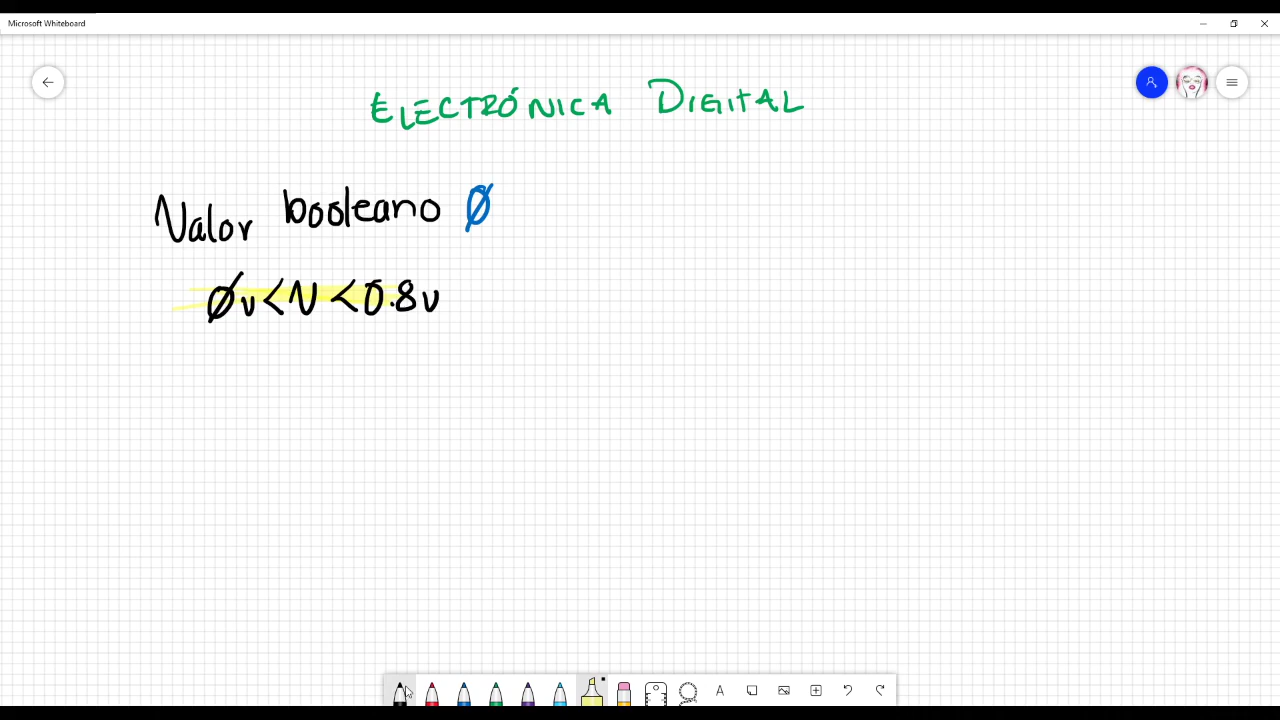 Microsoft Whiteboard
ELECTRÓNICA DIGITAL
Valor booleano Ø
Øv<N<0.8v